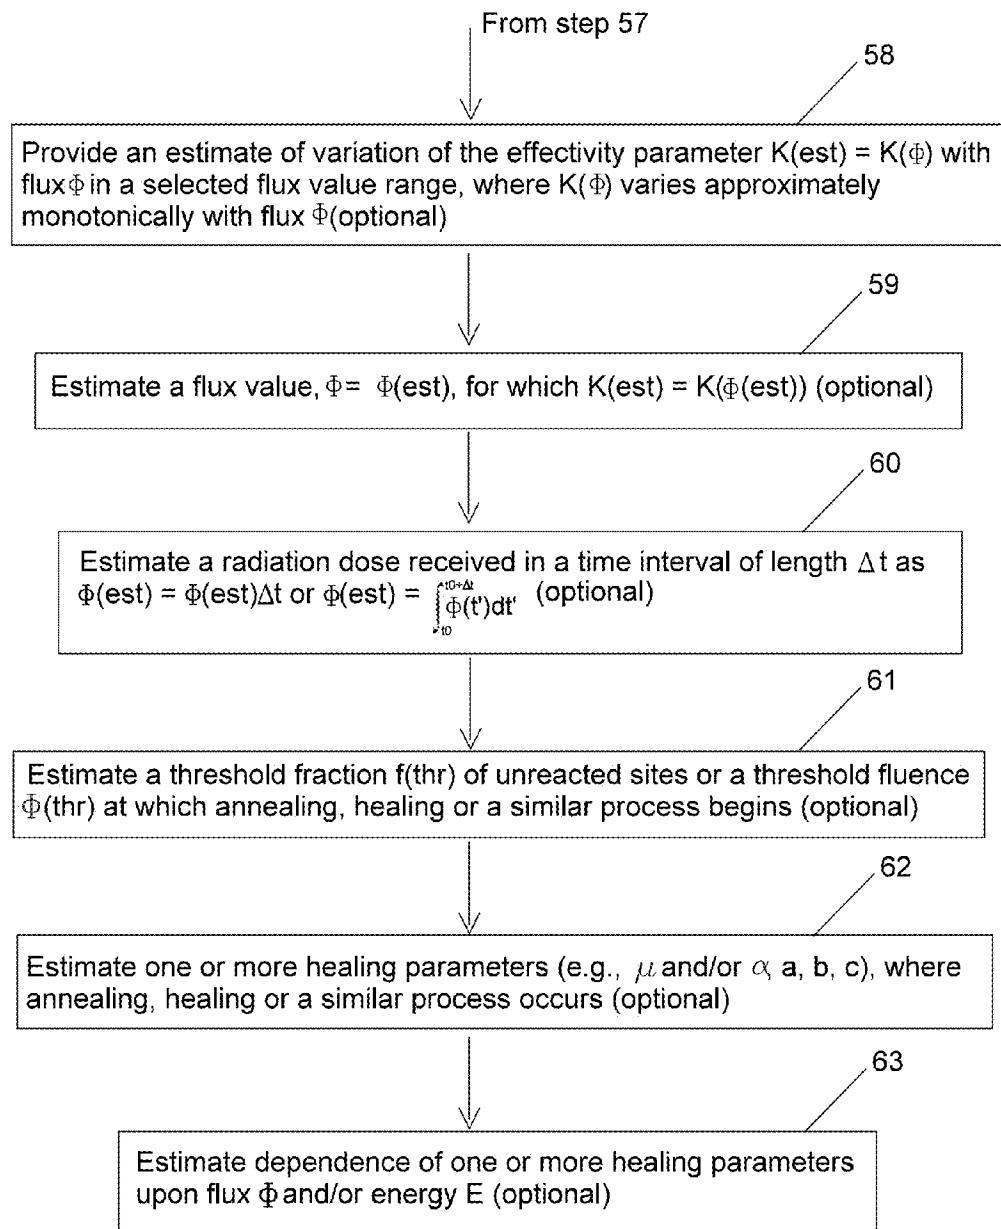 From step 57
58
Provide an estimate of variation of the effectivity parameter K(est) = K(Φ) with
flux Φ in a selected flux value range, where K(Φ) varies approximately
monotonically with flux Φ (optional)
59
Estimate a flux value, Φ = Φ(est), for which K(est) = K(Φ(est)) (optional)
60
Estimate a radiation dose received in a time interval of length Δt as
Φ(est) = Φ(est)Δt or Φ(est) = ∫t0^t0+Δt Φ(t')dt' (optional)
61
Estimate a threshold fraction f(thr) of unreacted sites or a threshold fluence
Φ(thr) at which annealing, healing or a similar process begins (optional)
62
Estimate one or more healing parameters (e.g., μ and/or α, a, b, c), where
annealing, healing or a similar process occurs (optional)
63
Estimate dependence of one or more healing parameters
upon flux Φ and/or energy E (optional)